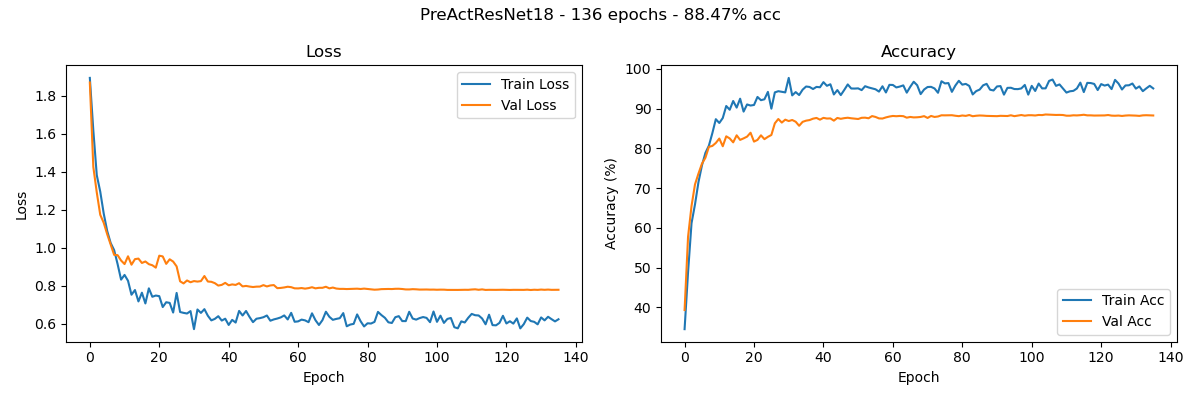 PreActResNet18 - 136 epochs - 88.47% acc
Loss
Loss
1.8
1.6
1.4
1.2
1.0
0.8
0.6
0 20 40 60 80 100 120 140
Epoch
Train Loss
Val Loss
Accuracy
Accuracy (%)
100
90
80
70
60
50
40
0 20 40 60 80 100 120 140
Epoch
Train Acc
Val Acc